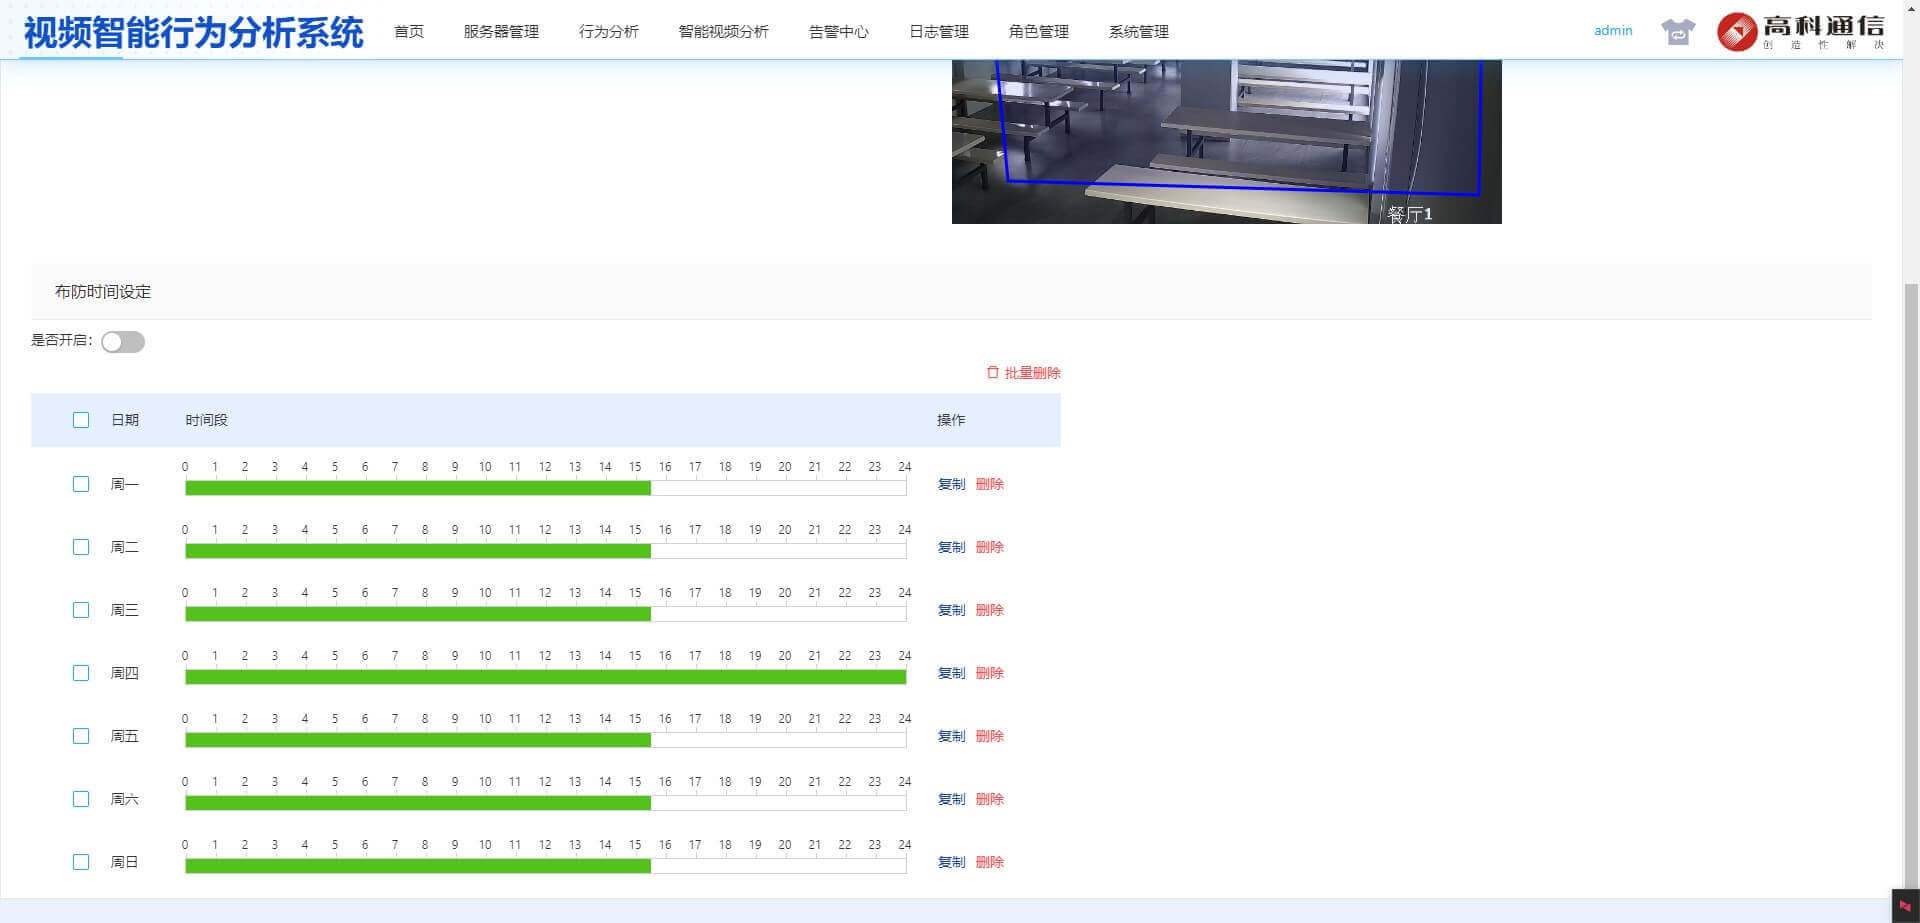 视频智能行为分析系统 首页 服务器管理 行为分析 智能视频分析 告警中心 日志管理 角色管理 系统管理 admin 高科通信
创造性解决
餐厅1
布防时间设定
是否开启:
批量删除
日期 时间段 操作
0 1 2 3 4 5 6 7 8 9 10 11 12 13 14 15 16 17 18 19 20 21 22 23 24
周一 复制 删除
0 1 2 3 4 5 6 7 8 9 10 11 12 13 14 15 16 17 18 19 20 21 22 23 24
周二 复制 删除
0 1 2 3 4 5 6 7 8 9 10 11 12 13 14 15 16 17 18 19 20 21 22 23 24
周三 复制 删除
0 1 2 3 4 5 6 7 8 9 10 11 12 13 14 15 16 17 18 19 20 21 22 23 24
周四 复制 删除
0 1 2 3 4 5 6 7 8 9 10 11 12 13 14 15 16 17 18 19 20 21 22 23 24
周五 复制 删除
0 1 2 3 4 5 6 7 8 9 10 11 12 13 14 15 16 17 18 19 20 21 22 23 24
周六 复制 删除
0 1 2 3 4 5 6 7 8 9 10 11 12 13 14 15 16 17 18 19 20 21 22 23 24
周日 复制 删除